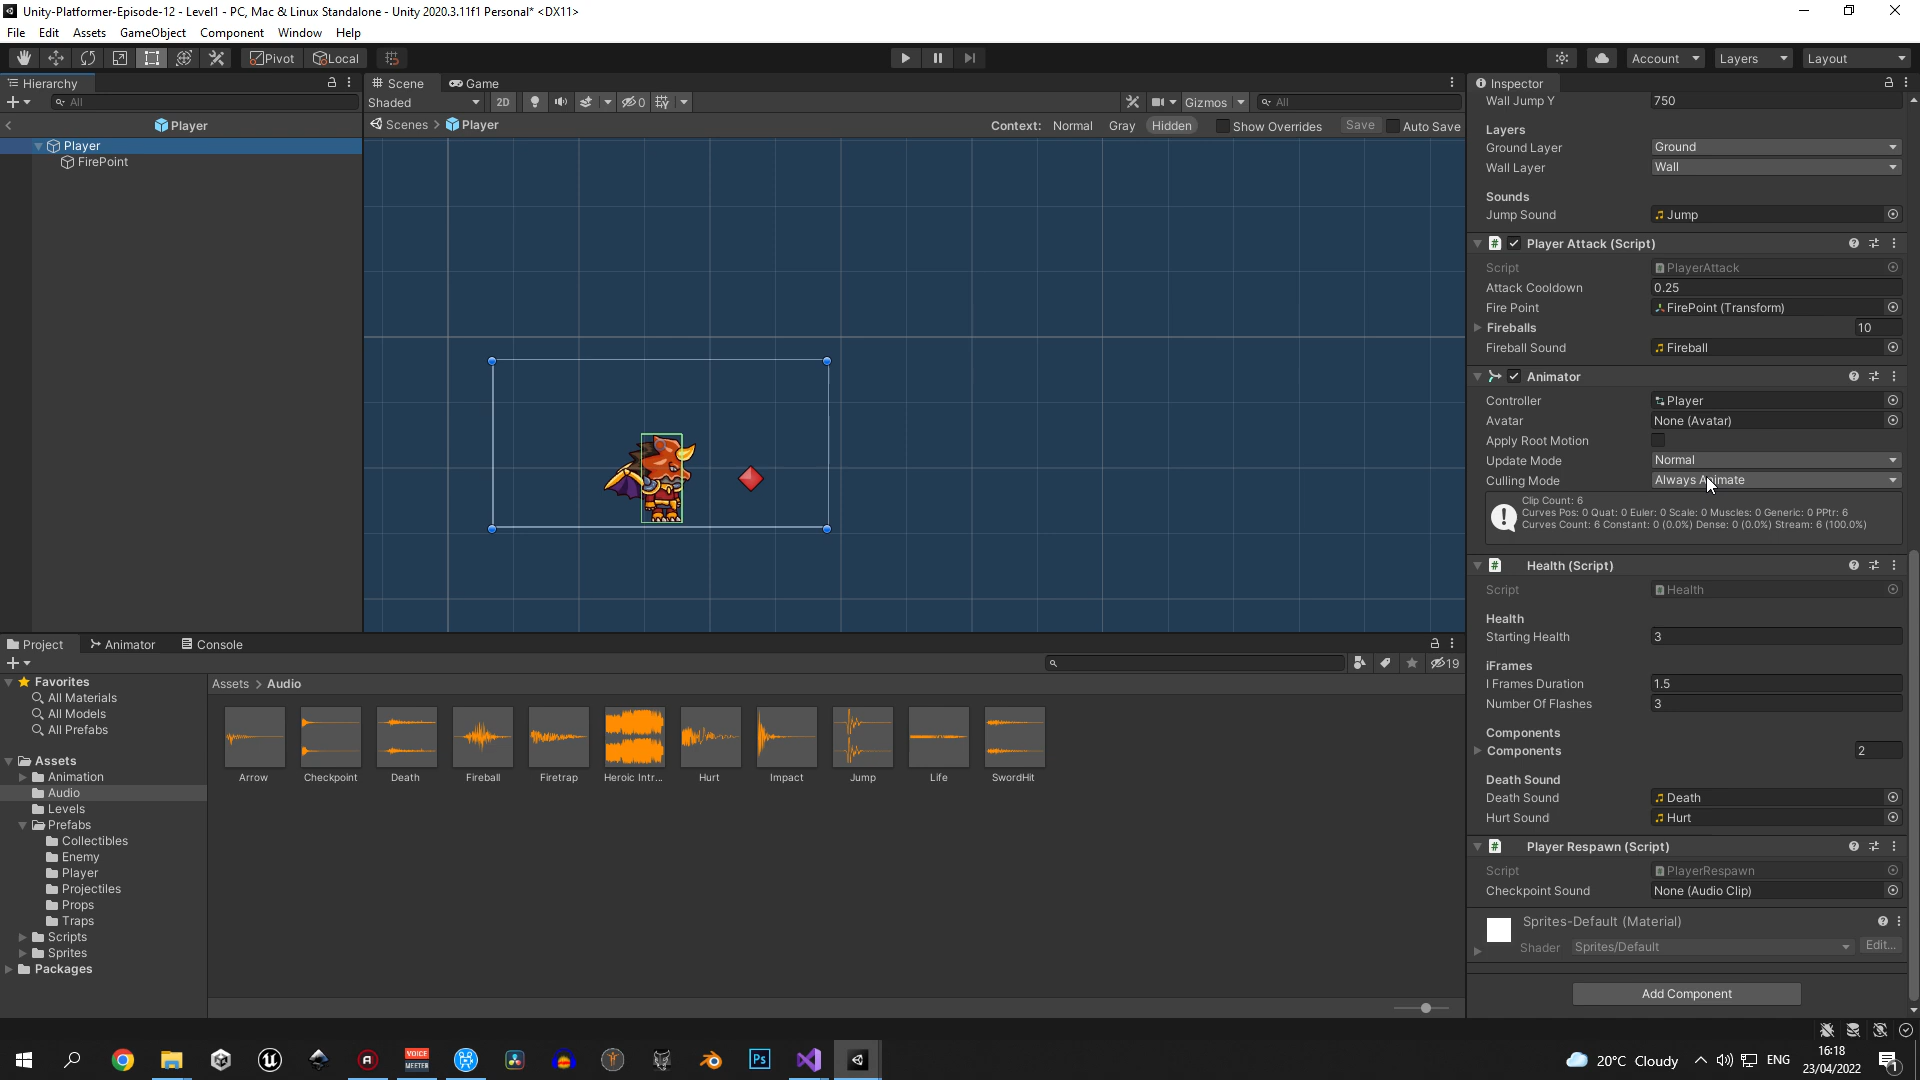 Unity-Platformer-Episode-12 - Level1 - PC, Mac & Linux Standalone - Unity 2020.3.11f1 Personal* <DX11>
File Edit Assets GameObject Component Window Help
Pivot Local Account Layers Layout
Hierarchy
All
Player
Player
FirePoint
Scene Game
Shaded 2D Gizmos All
Scenes > Player Context: Normal Gray Hidden Show Overrides Save Auto Save
Inspector
Wall Jump Y 750
Layers
Ground Layer Ground
Wall Layer Wall
Sounds
Jump Sound Jump
Player Attack (Script)
Script PlayerAttack
Attack Cooldown 0.25
Fire Point FirePoint (Transform)
Fireballs 10
Fireball Sound Fireball
Animator
Controller Player
Avatar None (Avatar)
Apply Root Motion
Update Mode Normal
Culling Mode Always Animate
Clip Count: 6
Curves Pos: 0 Quat: 0 Euler: 0 Scale: 0 Muscles: 0 Generic: 0 PPtr: 6
Curves Count: 6 Constant: 0 (0.0%) Dense: 0 (0.0%) Stream: 6 (100.0%)
Health (Script)
Script Health
Health
Starting Health 3
iFrames
I Frames Duration 1.5
Number Of Flashes 3
Components
Components 2
Death Sound
Death Sound Death
Hurt Sound Hurt
Player Respawn (Script)
Script PlayerRespawn
Checkpoint Sound None (Audio Clip)
Sprites-Default (Material)
Shader Sprites/Default Edit...
Add Component
Project Animator Console
19
Favorites
All Materials
All Models
All Prefabs
Assets
Animation
Audio
Levels
Prefabs
Collectibles
Enemy
Player
Projectiles
Props
Traps
Scripts
Sprites
Packages
Assets > Audio
Arrow Checkpoint Death Fireball Firetrap Heroic Intr... Hurt Impact Jump Life SwordHit
VOICE
MEETER
Ps
20°C Cloudy
ENG
16:18
23/04/2022
1